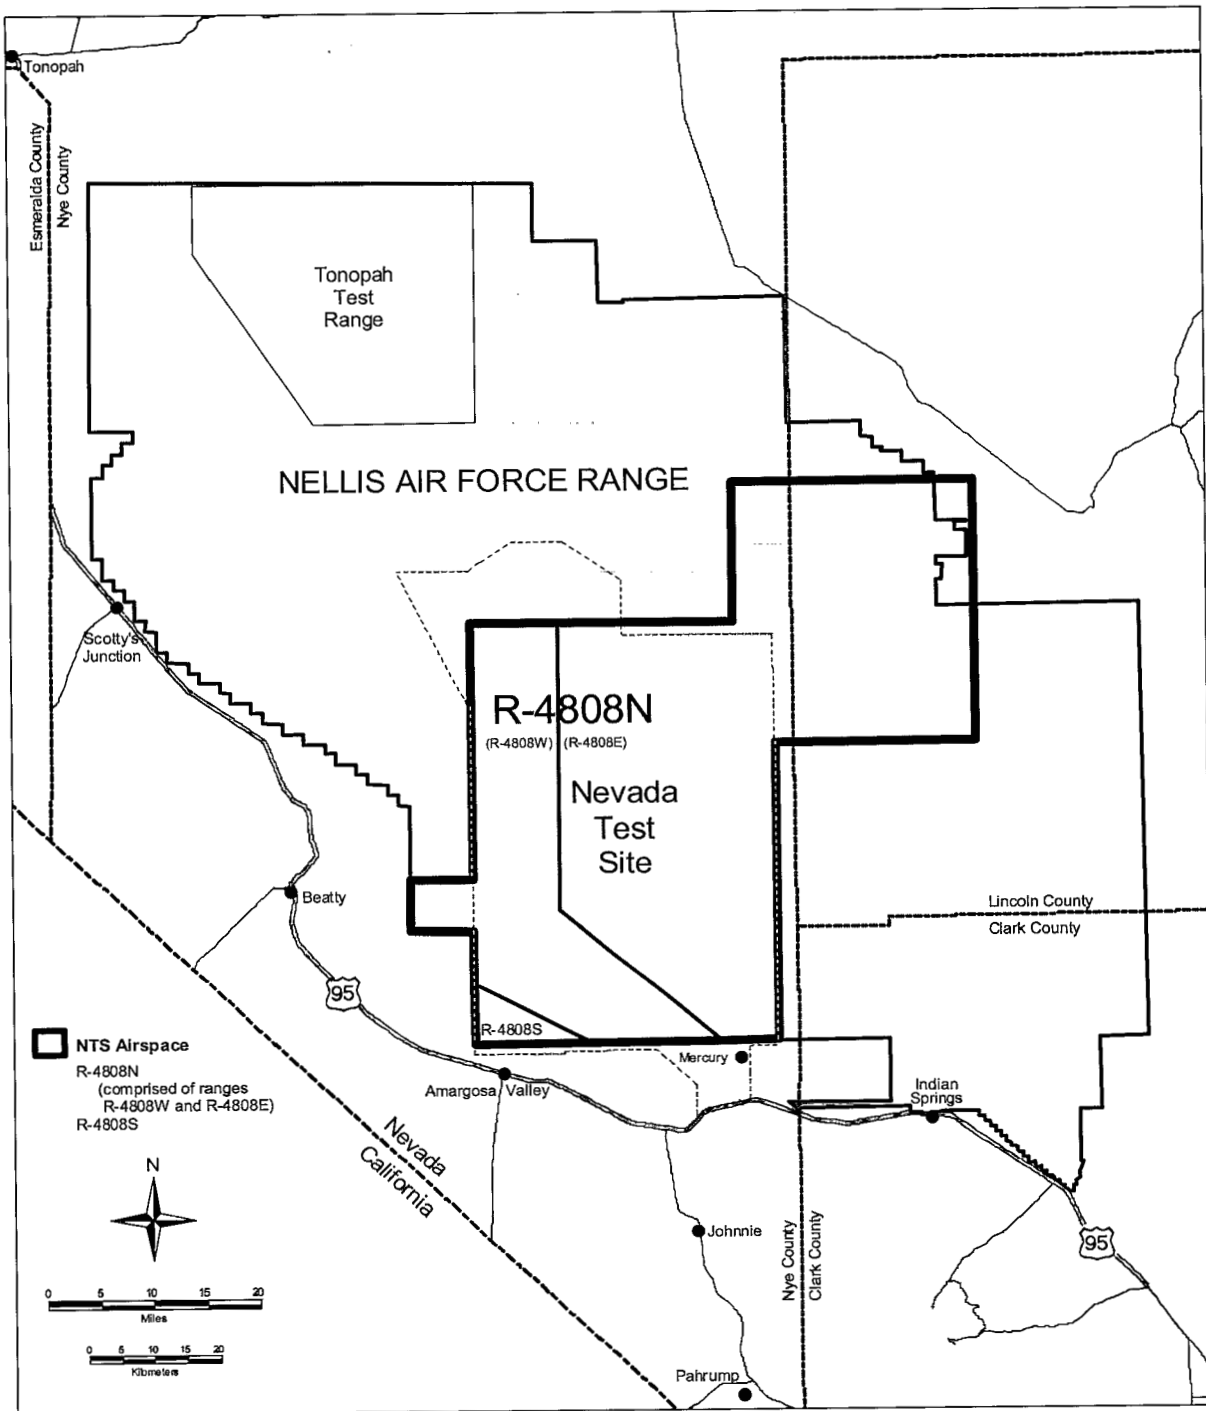 Tonopah
Esmeralda County
Nye County
Tonopah
Test
Range
NELLIS AIR FORCE RANGE
Scotty's
Junction
R-4808N
(R-4808W) (R-4808E)
Nevada
Test
Site
Beatty
Lincoln County
Clark County
95
R-4808S
Mercury
NTS Airspace
R-4808N
(comprised of ranges
R-4808W and R-4808E)
R-4808S
Amargosa Valley
Indian
Springs
Nevada
California
N
Johnnie
Nye County
Clark County
95
0 5 10 15 20
Miles
0 5 10 15 20
Kilometers
Pahrump